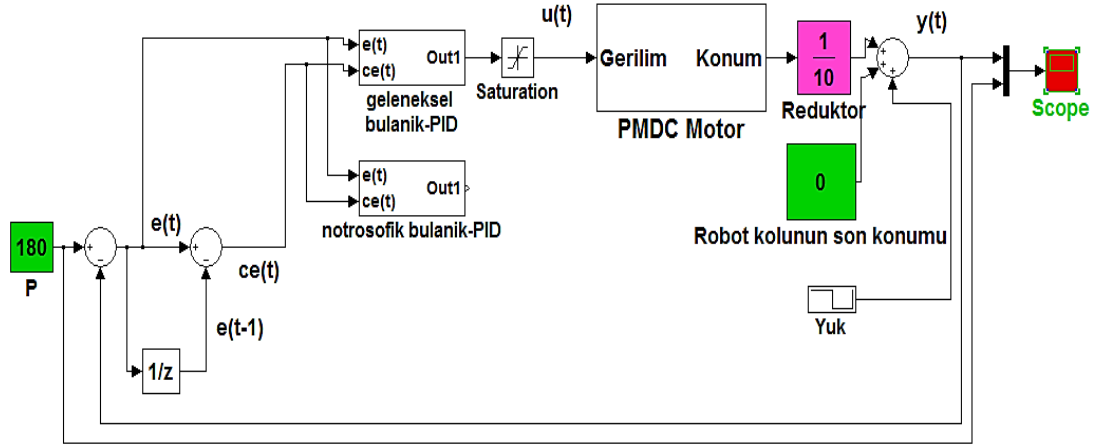 u(t)
y(t)
e(t)
ce(t)
Out1
geleneksel
bulanik-PID
Saturation
Gerilim
Konum
PMDC Motor
1
10
Reduktor
Scope
e(t)
ce(t)
Out1
notrosofik bulanik-PID
0
Robot kolunun son konumu
180
P
+
−
e(t)
+
−
ce(t)
e(t-1)
1/z
+
+
+
Yuk